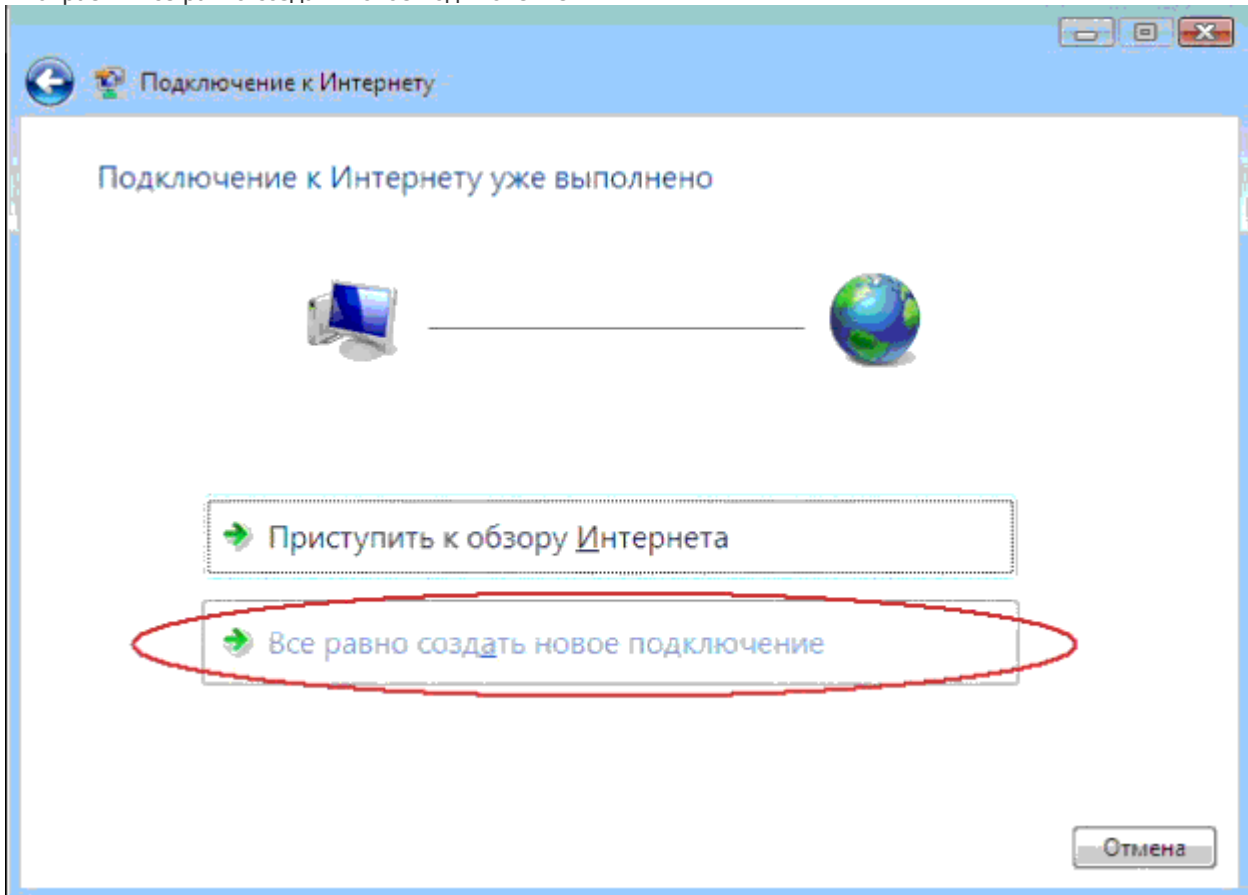 Подключение к Интернету
Подключение к Интернету уже выполнено
Приступить к обзору Интернета
Все равно создать новое подключение
Отмена